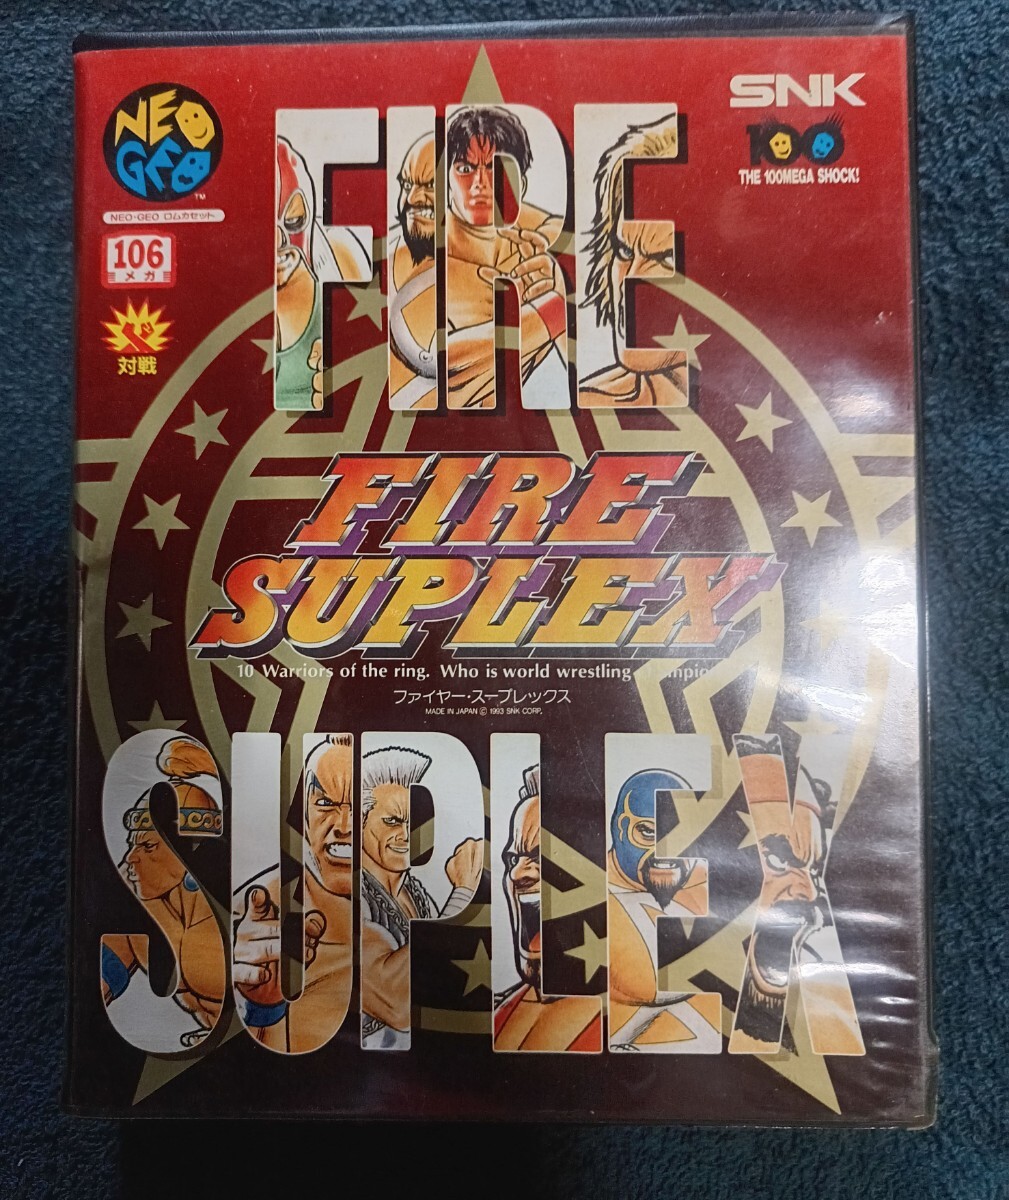 NEO
GEO
TM
NEO•GEO ロムカセット
106
メガ
対戦
SNK
100
THE 100MEGA SHOCK!
FIRE
FIRE
SUPLEX
10 Warriors of the ring. Who is world wrestling
ファイヤー・スープレックス
MADE IN JAPAN © 1993 SNK CORP.
SUPLEX